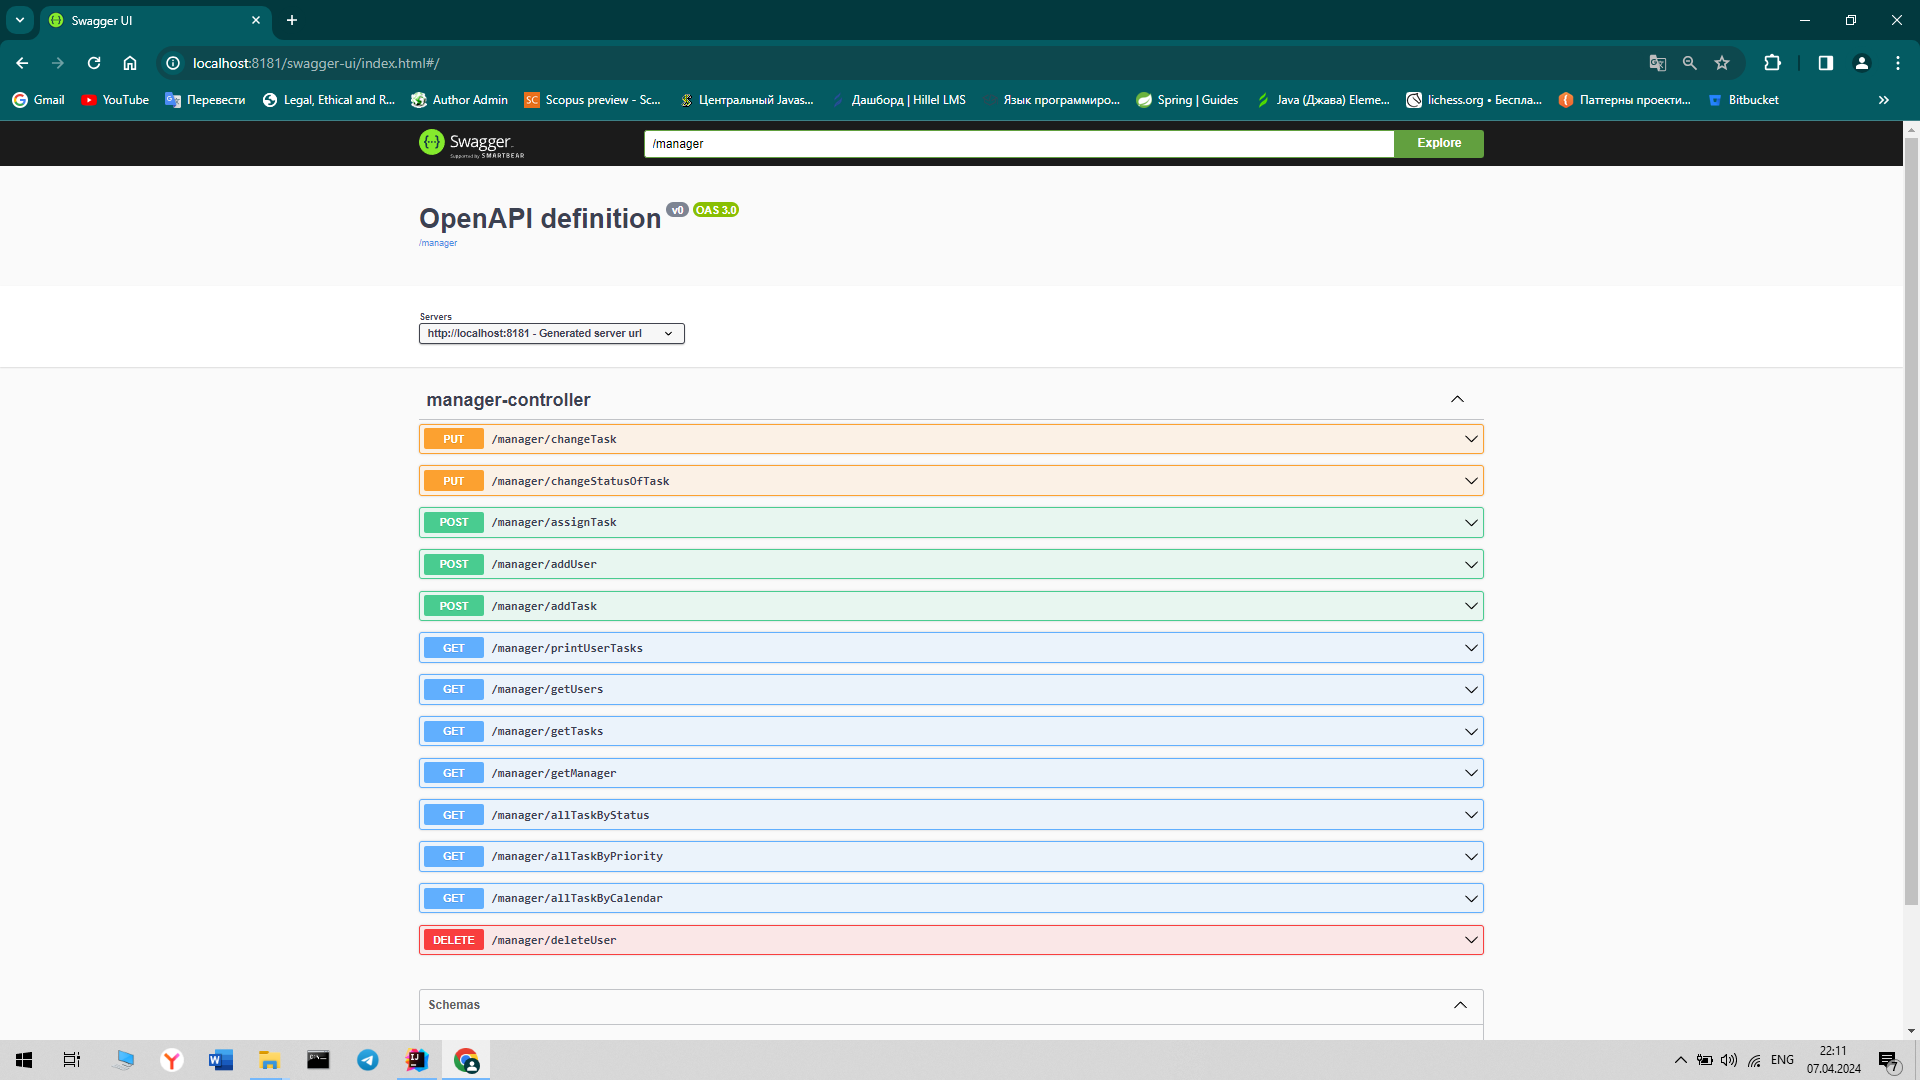 Swagger UI
localhost:8181/swagger-ui/index.html#/
Gmail
YouTube
Перевести
Legal, Ethical and R...
Author Admin
Scopus preview - Sc...
Центральный Javas...
Дашборд | Hillel LMS
Язык программиро...
Spring | Guides
Java (Джава) Eleme...
lichess.org • Беспла...
Паттерны проекти...
Bitbucket
Swagger
Supported by SMARTBEAR
/manager
Explore
OpenAPI definition v0 OAS 3.0
/manager
Servers
http://localhost:8181 - Generated server url
manager-controller
PUT /manager/changeTask
PUT /manager/changeStatusOfTask
POST /manager/assignTask
POST /manager/addUser
POST /manager/addTask
GET /manager/printUserTasks
GET /manager/getUsers
GET /manager/getTasks
GET /manager/getManager
GET /manager/allTaskByStatus
GET /manager/allTaskByPriority
GET /manager/allTaskByCalendar
DELETE /manager/deleteUser
Schemas
ENG
22:11
07.04.2024
7